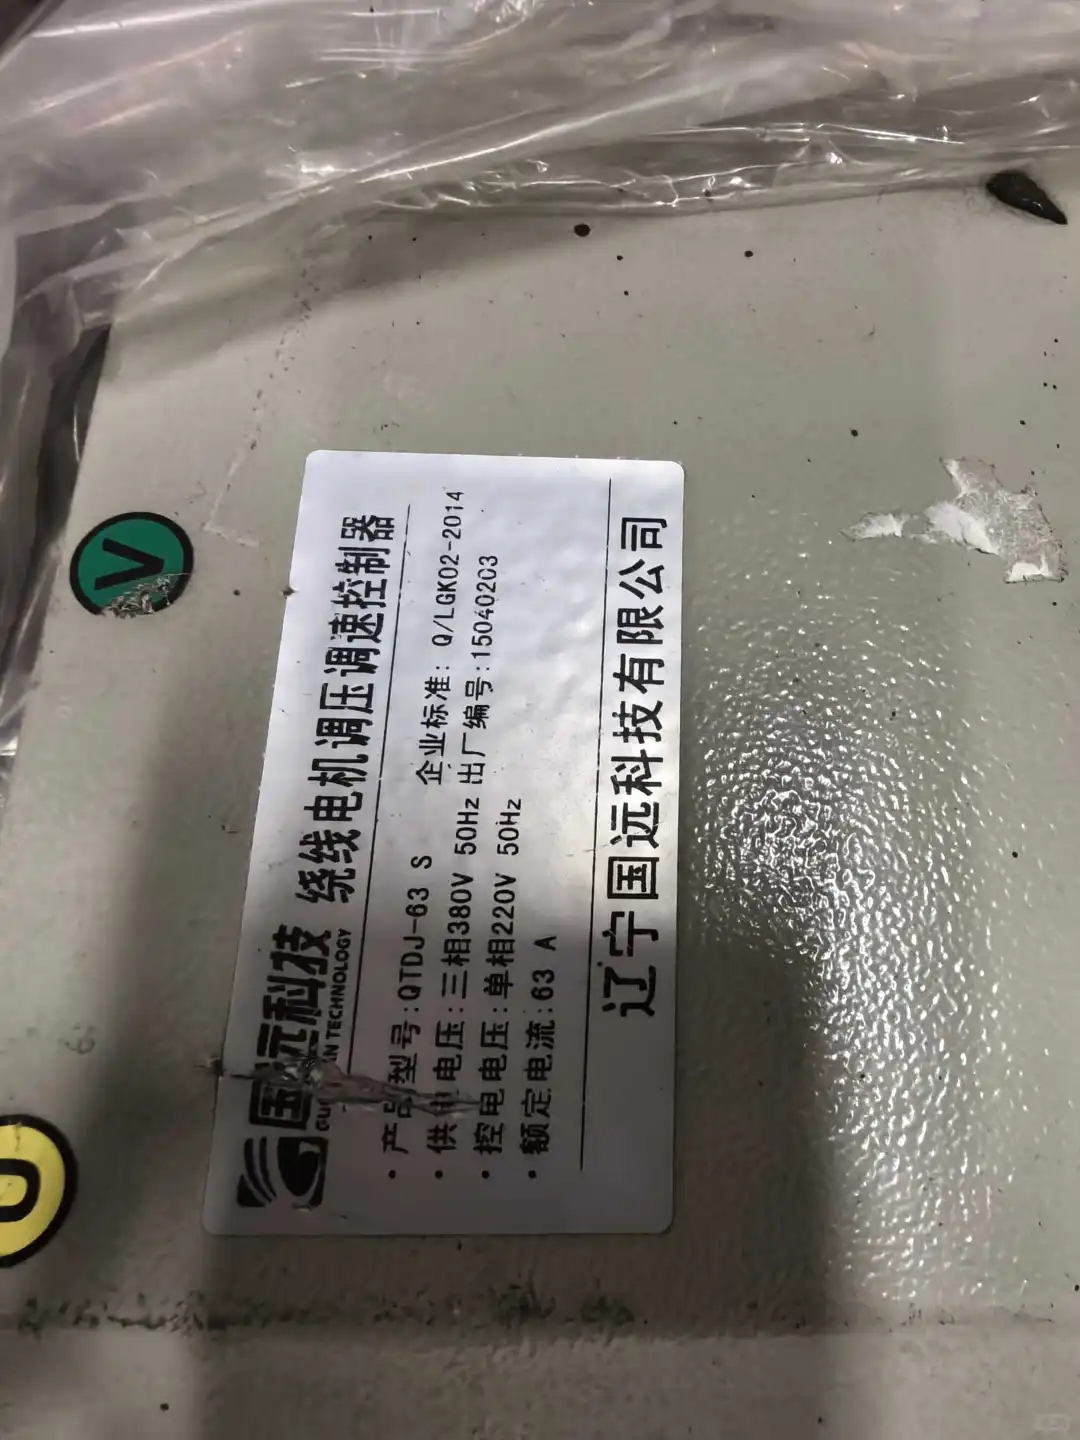 国远科技 绕线电机调压调速控制器
TECHNOLOGY
· 产品型号:QTDJ-63 S 企业标准: Q/LGK02-2014
· 供电电压:三相380V 50Hz 出厂编号:15040203
· 控电电压:单相220V 50Hz
· 额定电流:63 A
辽宁国远科技有限公司
V
U